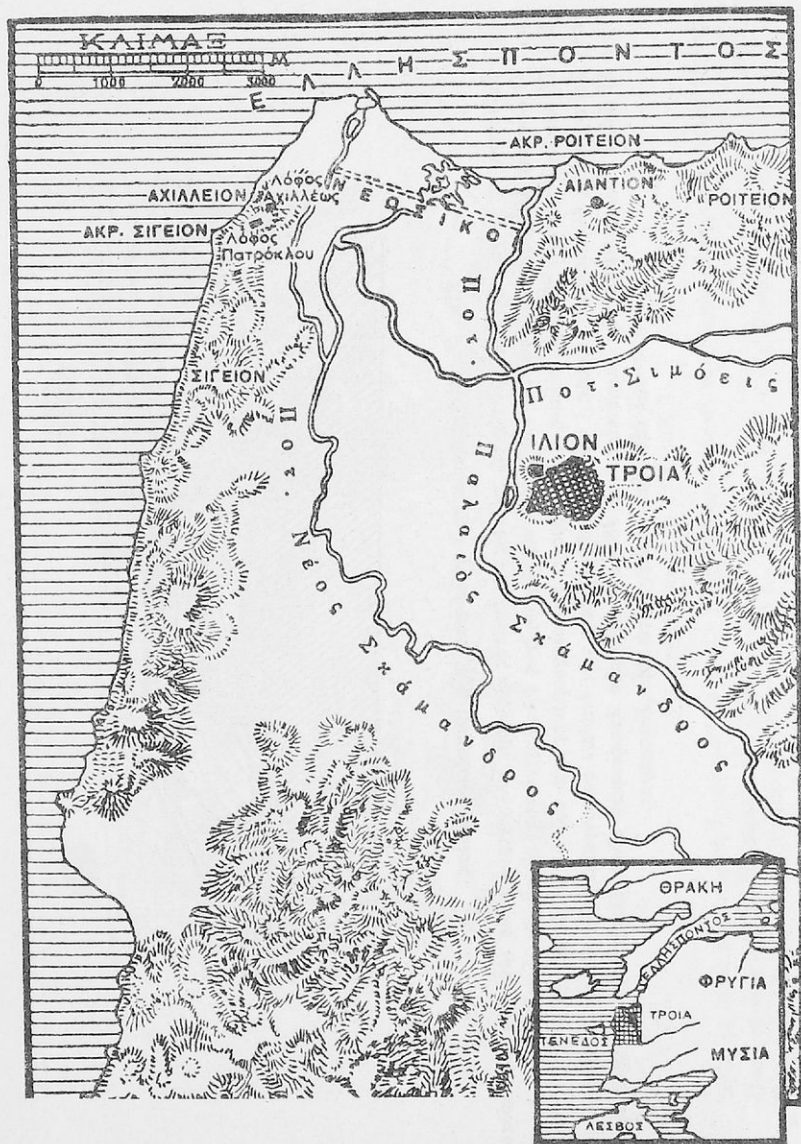 ΚΛΙΜΑΞ
0 1000 2000 3000 Μ
ΕΛΛΗΣΠΟΝΤΟΣ
ΑΚΡ. ΡΟΙΤΕΙΟΝ
ΑΙΑΝΤΙΟΝ
ΡΟΙΤΕΙΟΝ
ΑΧΙΛΛΕΙΟΝ
Λόφος
Αχιλλέως
ΝΕΩΡΙΚΟ
ΑΚΡ. ΣΙΓΕΙΟΝ
Λόφος
Πατρόκλου
ΣΙΓΕΙΟΝ
Ποτ. Σιμόεις
ΙΛΙΟΝ
ΤΡΟΙΑ
Ποτ. Παλαιός Σκάμανδρος
Ποτ. Νέος Σκάμανδρος
ΘΡΑΚΗ
ΕΛΛΗΣΠΟΝΤΟΣ
ΦΡΥΓΙΑ
ΤΡΟΙΑ
ΤΕΝΕΔΟΣ
ΜΥΣΙΑ
ΛΕΣΒΟΣ